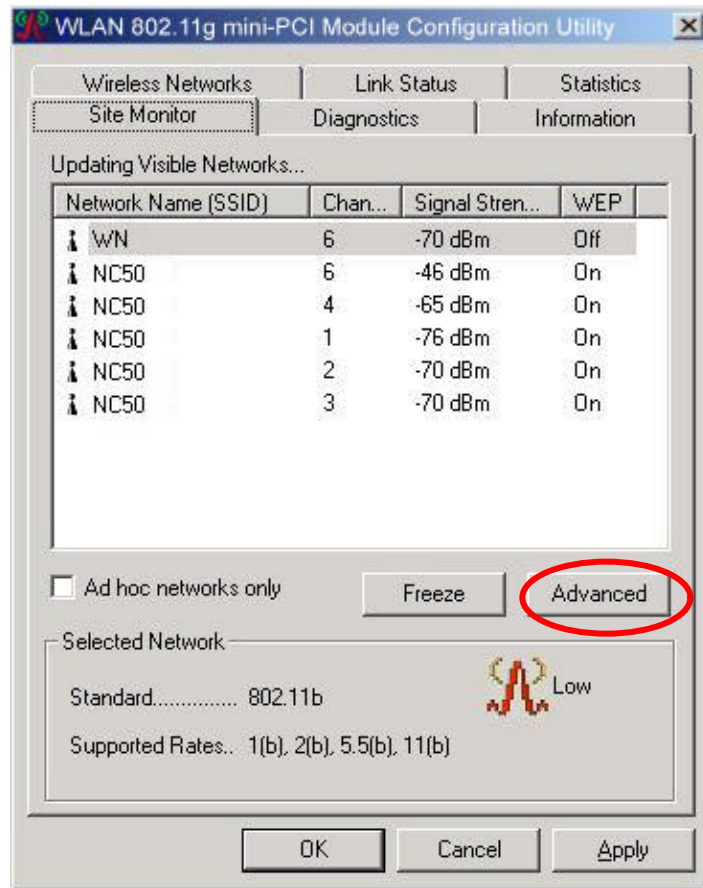 WLAN 802.11g mini-PCI Module Configuration Utility
Wireless Networks Link Status Statistics
Site Monitor Diagnostics Information
Updating Visible Networks...
Network Name (SSID) Chan... Signal Stren... WEP
WN 6 -70 dBm Off
NC50 6 -46 dBm On
NC50 4 -65 dBm On
NC50 1 -76 dBm On
NC50 2 -70 dBm On
NC50 3 -70 dBm On
Ad hoc networks only Freeze Advanced
Selected Network
Low
Standard.............. 802.11b
Supported Rates.. 1(b), 2(b), 5.5(b), 11(b)
OK Cancel Apply